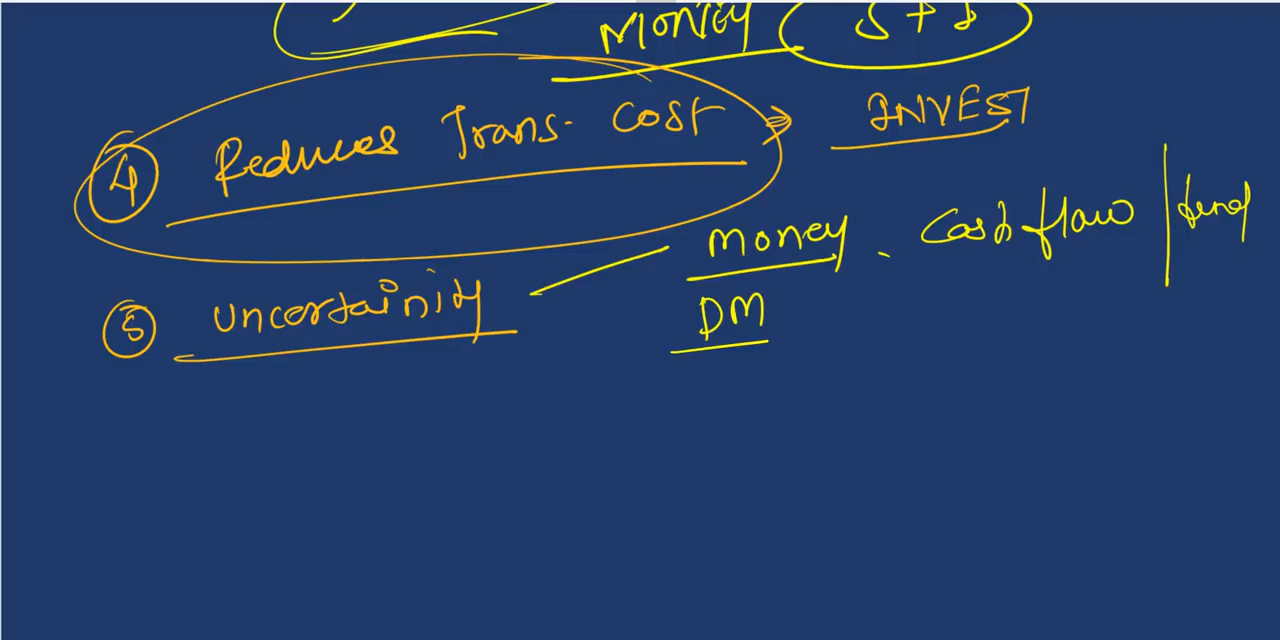 Money S + D
④ Reduces Trans. Cost → INVEST
Money - Cash flow |
⑤ Uncertainity
DM